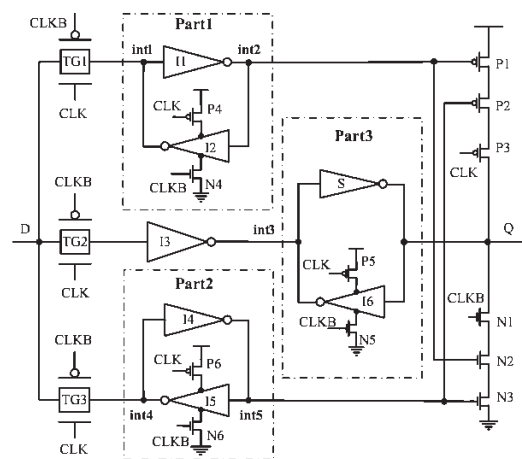 Part1
CLKB
TG1
CLK
int1
I1
int2
P1
CLK
P4
I2
CLKB
N4
P2
Part3
CLK
P3
CLKB
S
D
TG2
I3
int3
Q
CLK
CLK
P5
I6
Part2
CLKB
N5
CLKB
N1
CLKB
I4
CLK
P6
N2
TG3
int4
I5
int5
N3
CLK
CLKB
N6